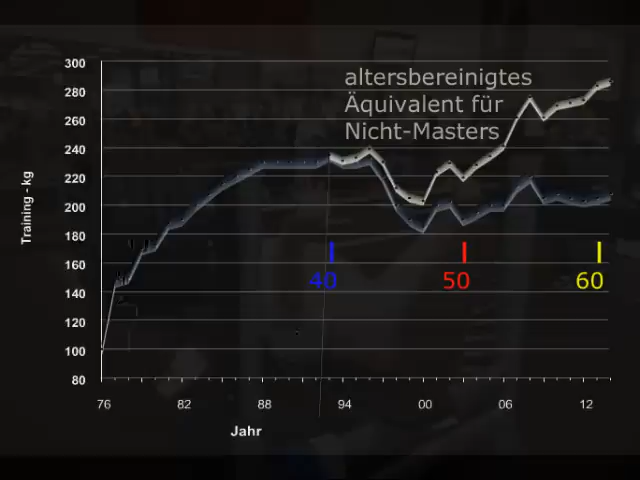 300
280
260
240
220
200
180
160
140
120
100
80
Training - kg
altersbereinigtes
Äquivalent für
Nicht-Masters
40
50
60
76 82 88 94 00 06 12
Jahr